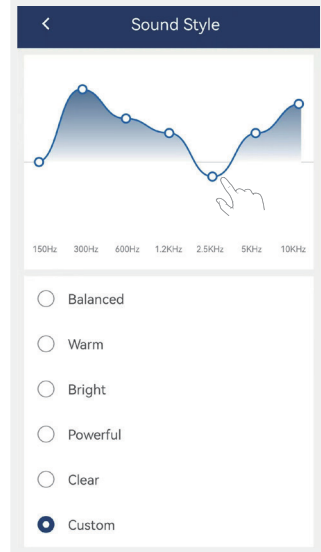 Sound Style
150Hz 300Hz 600Hz 1.2KHz 2.5KHz 5KHz 10KHz
Balanced
Warm
Bright
Powerful
Clear
Custom